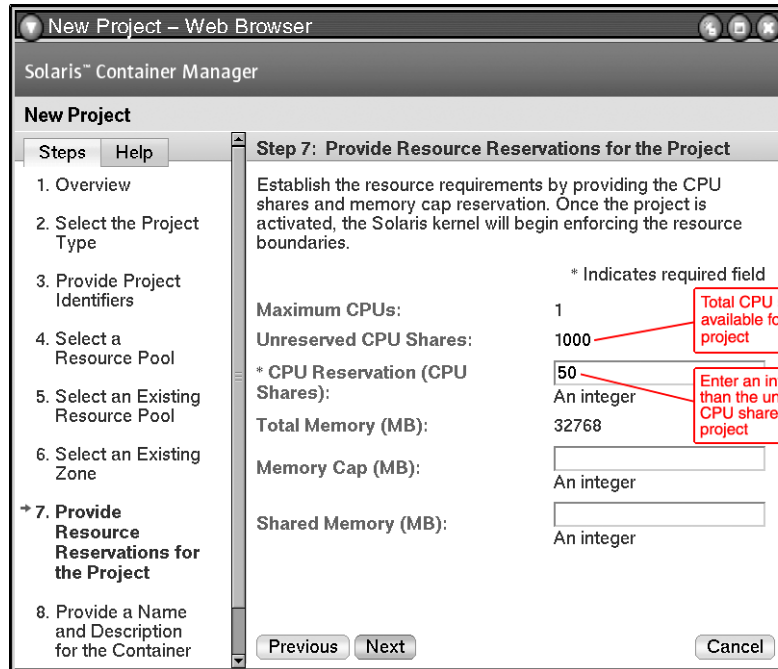 New Project – Web Browser
Solaris™ Container Manager
New Project
Steps
Help
1. Overview
2. Select the Project
Type
3. Provide Project
Identifiers
4. Select a
Resource Pool
5. Select an Existing
Resource Pool
6. Select an Existing
Zone
7. Provide
Resource
Reservations for
the Project
8. Provide a Name
and Description
for the Container
Step 7: Provide Resource Reservations for the Project
Establish the resource requirements by providing the CPU
shares and memory cap reservation. Once the project is
activated, the Solaris kernel will begin enforcing the resource
boundaries.
* Indicates required field
Maximum CPUs: 1
Unreserved CPU Shares: 1000
Total CPU
available
project
* CPU Reservation (CPU
Shares):
50
An integer
Enter an
than the
CPU
project
Total Memory (MB): 32768
Memory Cap (MB):
An integer
Shared Memory (MB):
An integer
Previous
Next
Cancel